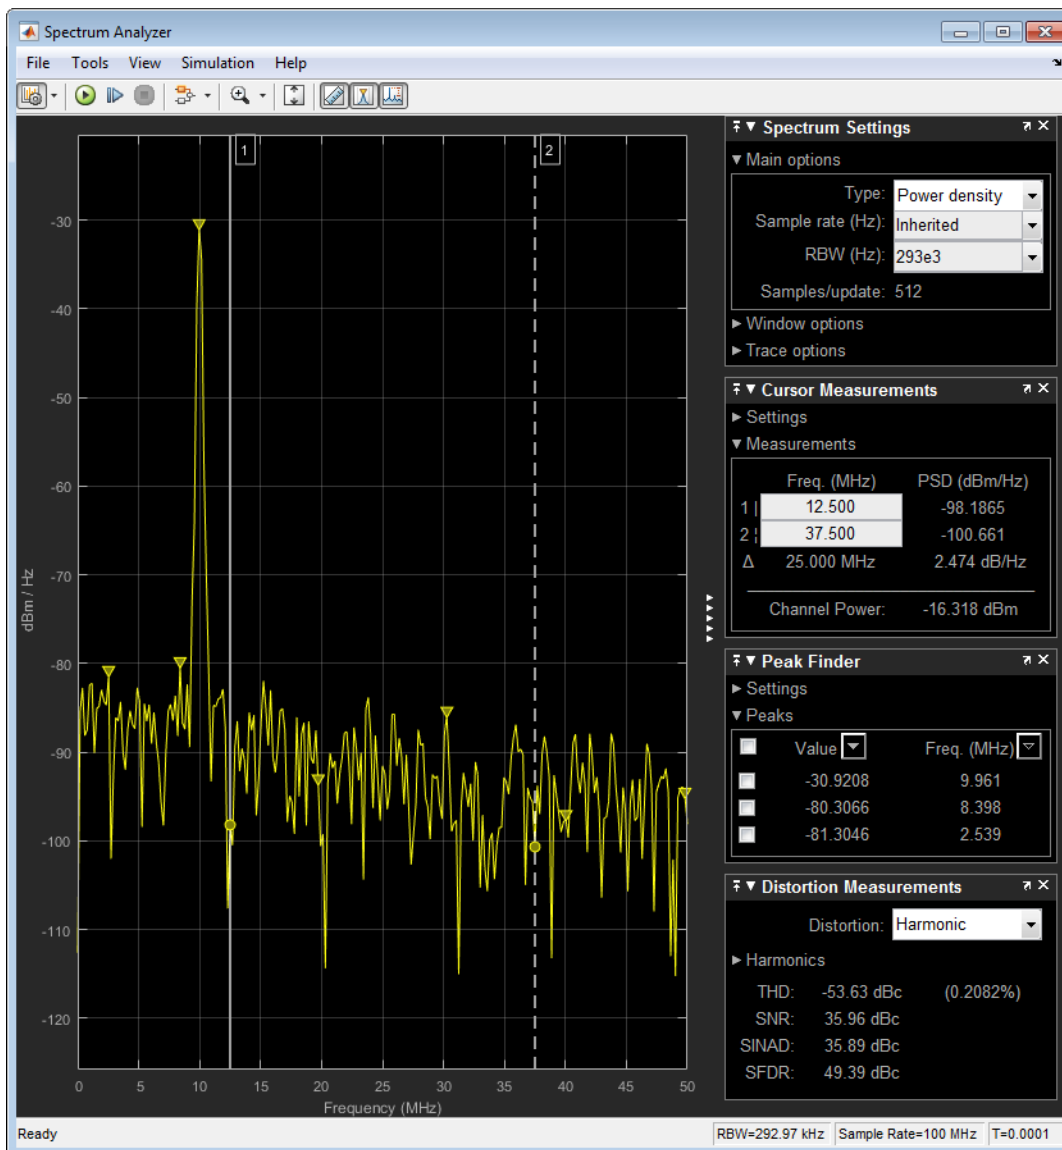 Spectrum Analyzer
File Tools View Simulation Help
1
2
-30
-40
-50
-60
-70
-80
-90
-100
-110
-120
dBm / Hz
0 5 10 15 20 25 30 35 40 45 50
Frequency (MHz)
Spectrum Settings
Main options
Type: Power density
Sample rate (Hz): Inherited
RBW (Hz): 293e3
Samples/update: 512
Window options
Trace options
Cursor Measurements
Settings
Measurements
Freq. (MHz) PSD (dBm/Hz)
1 | 12.500 -98.1865
2 ¦ 37.500 -100.661
Δ 25.000 MHz 2.474 dB/Hz
Channel Power: -16.318 dBm
Peak Finder
Settings
Peaks
Value Freq. (MHz)
-30.9208 9.961
-80.3066 8.398
-81.3046 2.539
Distortion Measurements
Distortion: Harmonic
Harmonics
THD: -53.63 dBc (0.2082%)
SNR: 35.96 dBc
SINAD: 35.89 dBc
SFDR: 49.39 dBc
Ready RBW=292.97 kHz Sample Rate=100 MHz T=0.0001